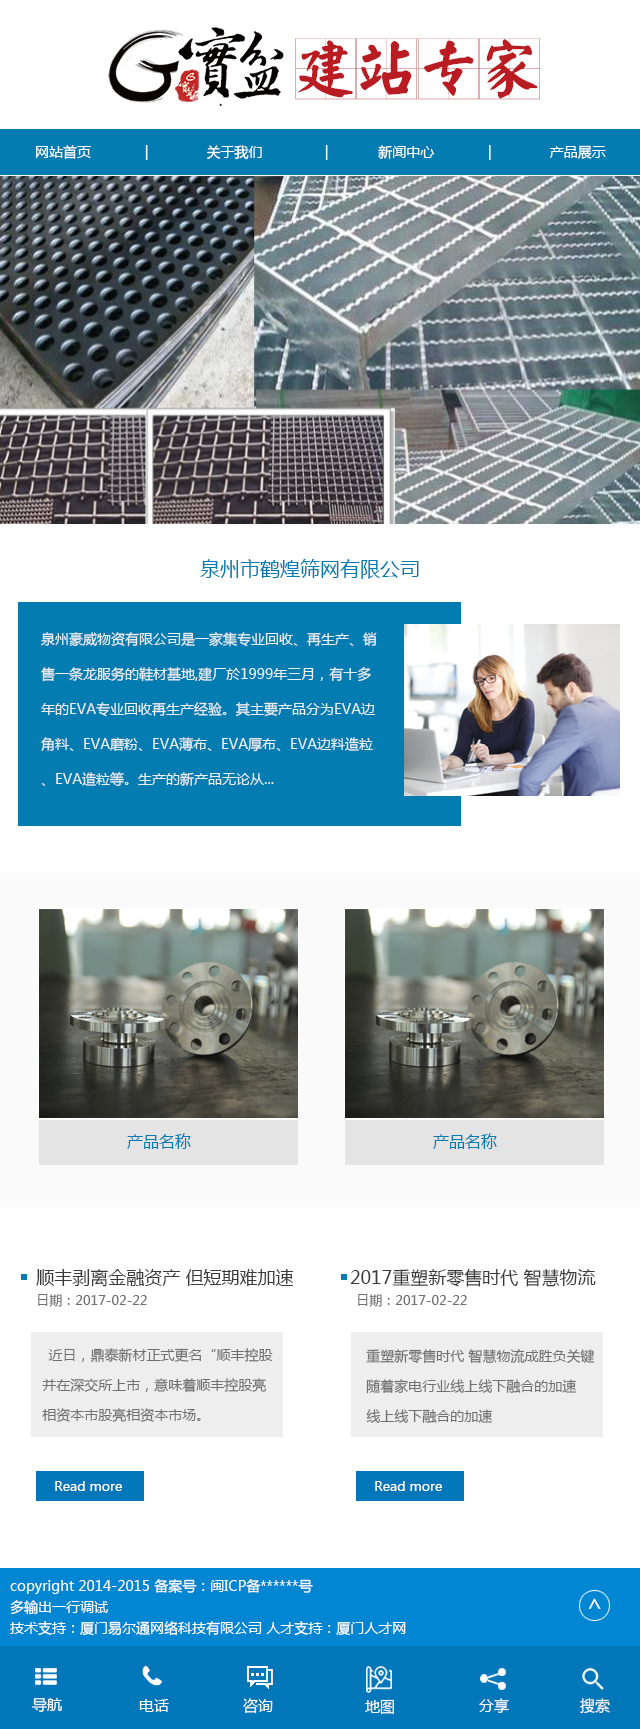 G寶盆 建站专家
网站首页 | 关于我们 | 新闻中心 | 产品展示
泉州市鹤煌筛网有限公司
泉州豪威物资有限公司是一家集专业回收、再生产、销
售一条龙服务的鞋材基地,建厂於1999年三月，有十多
年的EVA专业回收再生产经验。其主要产品分为EVA边
角料、EVA磨粉、EVA薄布、EVA厚布、EVA边料造粒
、EVA造粒等。生产的新产品无论从...
产品名称
产品名称
顺丰剥离金融资产 但短期难加速
日期：2017-02-22
近日，鼎泰新材正式更名“顺丰控股
并在深交所上市，意味着顺丰控股亮
相资本市股亮相资本市场。
Read more
2017重塑新零售时代 智慧物流
日期：2017-02-22
重塑新零售时代 智慧物流成胜负关键
随着家电行业线上线下融合的加速
线上线下融合的加速
Read more
copyright 2014-2015 备案号：闽ICP备******号
多输出一行调试
技术支持：厦门易尔通网络科技有限公司 人才支持：厦门人才网
导航 电话 咨询 地图 分享 搜索